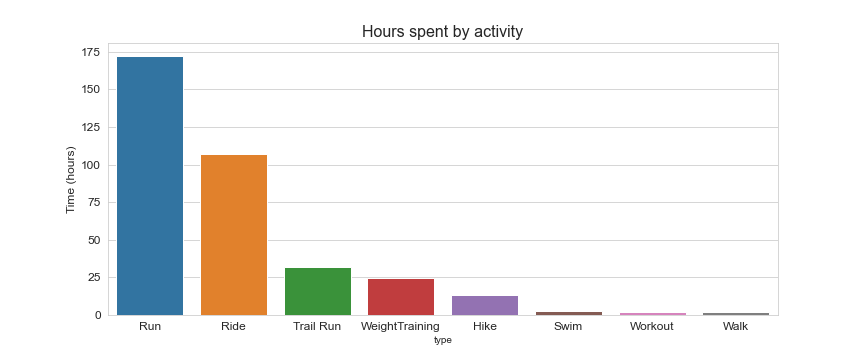 Hours spent by activity
Time (hours)
175
150
125
100
75
50
25
0
Run Ride Trail Run WeightTraining Hike Swim Workout Walk
type